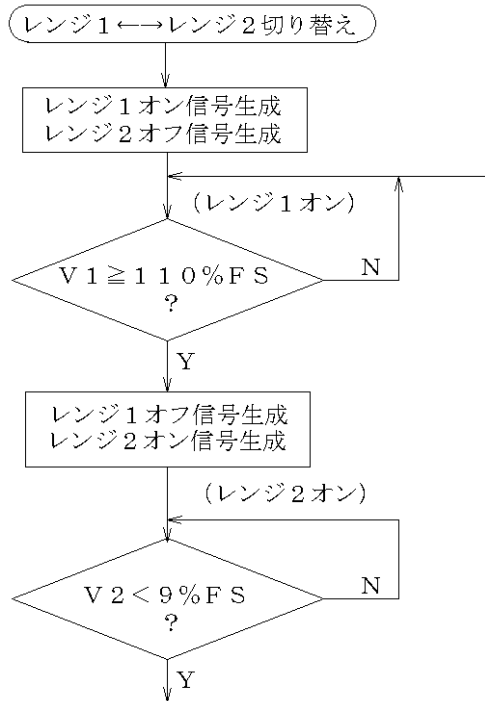 レンジ１←→レンジ２切り替え
レンジ１オン信号生成
レンジ２オフ信号生成
（レンジ１オン）
Ｖ１≧１１０％ＦＳ
？
Ｎ
Ｙ
レンジ１オフ信号生成
レンジ２オン信号生成
（レンジ２オン）
Ｖ２＜９％ＦＳ
？
Ｎ
Ｙ